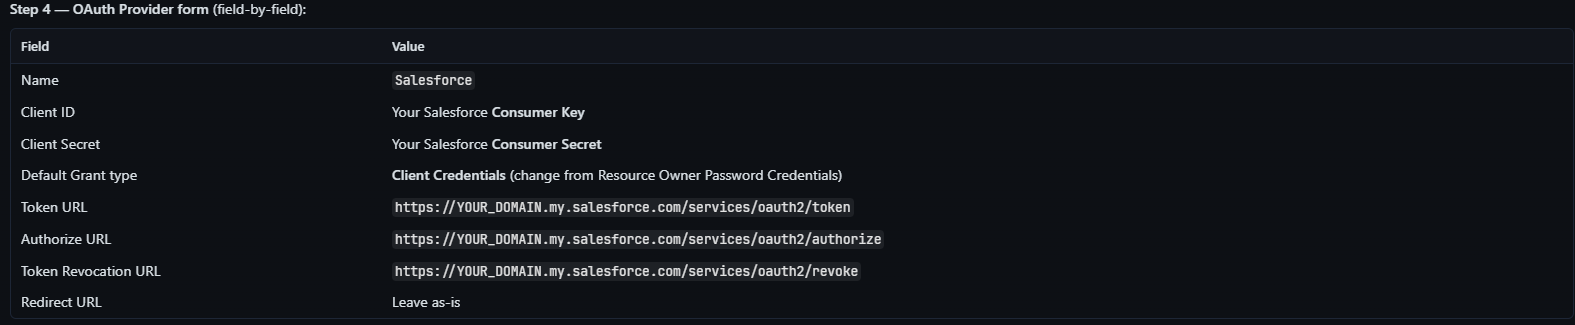 Step 4 — OAuth Provider form (field-by-field):
Field Value
Name Salesforce
Client ID Your Salesforce Consumer Key
Client Secret Your Salesforce Consumer Secret
Default Grant type Client Credentials (change from Resource Owner Password Credentials)
Token URL https://YOUR_DOMAIN.my.salesforce.com/services/oauth2/token
Authorize URL https://YOUR_DOMAIN.my.salesforce.com/services/oauth2/authorize
Token Revocation URL https://YOUR_DOMAIN.my.salesforce.com/services/oauth2/revoke
Redirect URL Leave as-is